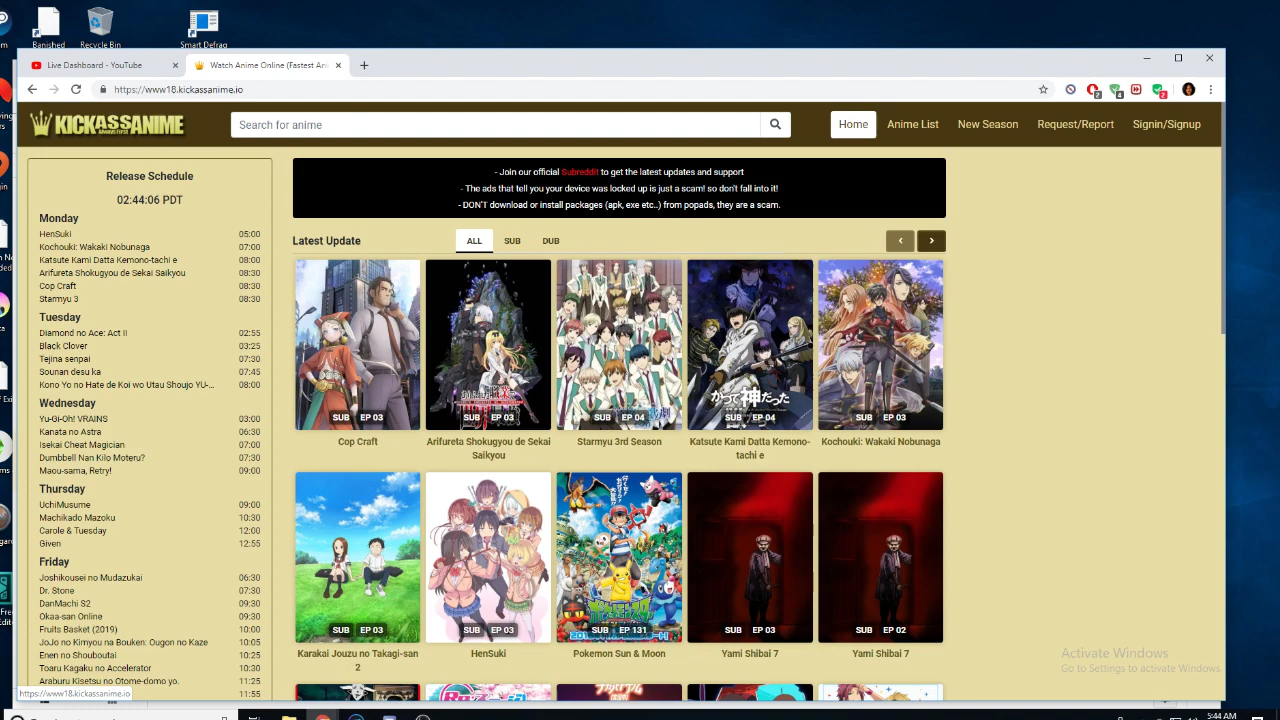 Banished
Recycle Bin
Smart Defrag
Live Dashboard - YouTube
Watch Anime Online (Fastest Ani
https://www18.kickassanime.io
KICKASSANIME
Search for anime
Home
Anime List
New Season
Request/Report
Signin/Signup
Release Schedule
02:44:06 PDT
Monday
HenSuki 05:00
Kochouki: Wakaki Nobunaga 07:00
Katsute Kami Datta Kemono-tachi e 08:00
Arifureta Shokugyou de Sekai Saikyou 08:30
Cop Craft 08:30
Starmyu 3 08:30
Tuesday
Diamond no Ace: Act II 02:55
Black Clover 03:25
Tejina senpai 07:30
Sounan desu ka 07:45
Kono Yo no Hate de Koi wo Utau Shoujo YU-... 08:00
Wednesday
Yu-Gi-Oh! VRAINS 03:00
Kanata no Astra 06:30
Isekai Cheat Magician 07:00
Dumbbell Nan Kilo Moteru? 07:30
Maou-sama, Retry! 09:00
Thursday
UchiMusume 09:00
Machikado Mazoku 10:30
Carole & Tuesday 12:00
Given 12:55
Friday
Joshikousei no Mudazukai 06:30
Dr. Stone 07:30
DanMachi S2 09:30
Okaa-san Online 09:30
Fruits Basket (2019) 10:00
JoJo no Kimyou na Bouken: Ougon no Kaze 10:05
Enen no Shouboutai 10:25
Toaru Kagaku no Accelerator 10:30
Araburu Kisetsu no Otome-domo yo. 11:25
11:55
https://www18.kickassanime.io
- Join our official Subreddit to get the latest updates and support
- The ads that tell you your device was locked up is just a scam! so don't fall into it!
- DON'T download or install packages (apk, exe etc..) from popads, they are a scam.
Latest Update
ALL SUB DUB
SUB EP 03
SUB EP 03
SUB EP 04
かつて神だった
SUB EP 04
SUB EP 03
Cop Craft
Arifureta Shokugyou de Sekai
Saikyou
Starmyu 3rd Season
Katsute Kami Datta Kemono-
tachi e
Kochouki: Wakaki Nobunaga
SUB EP 03
SUB EP 03
SUB EP 131
SUB EP 03
SUB EP 02
Karakai Jouzu no Takagi-san
2
HenSuki
Pokemon Sun & Moon
Yami Shibai 7
Yami Shibai 7
Activate Windows
Go to Settings to activate Windows.
5:44 AM